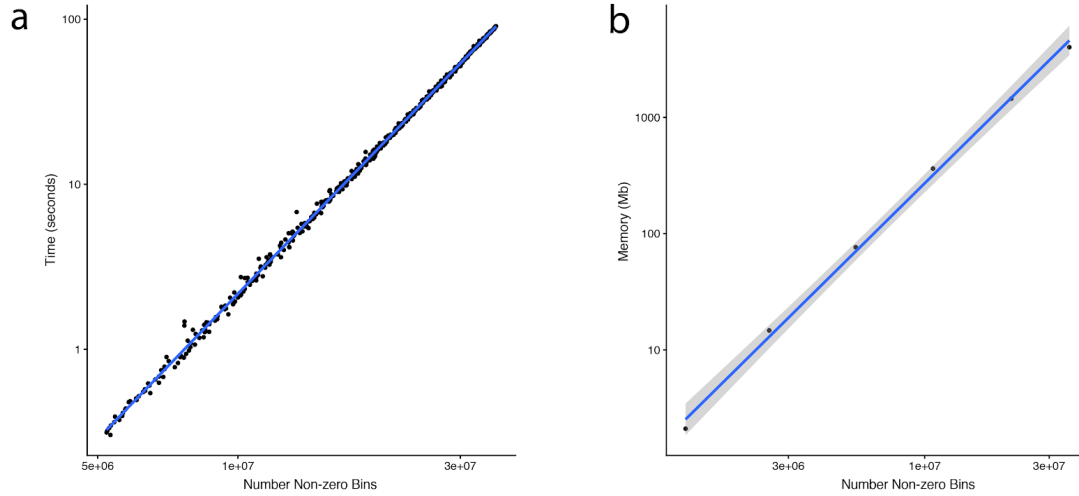 a
100
10
1
Time (seconds)
5e+06 1e+07 3e+07
Number Non-zero Bins
b
1000
100
10
Memory (Mb)
3e+06 1e+07 3e+07
Number Non-zero Bins